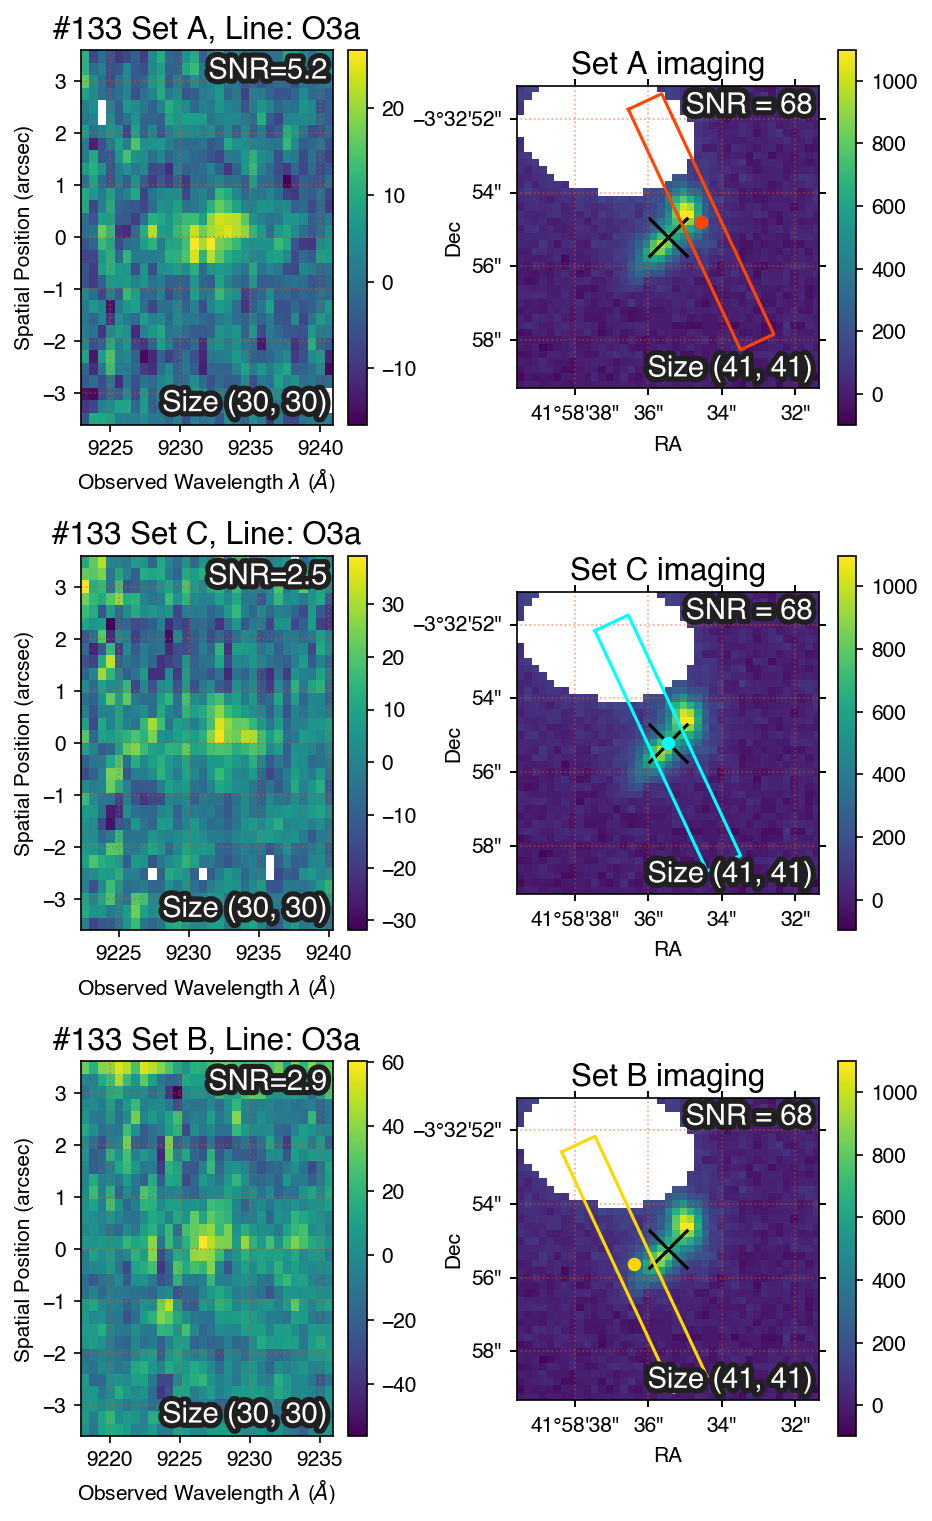 #133 Set A, Line: O3a
SNR=5.2
Size (30, 30)
3
2
1
0
−1
−2
−3
Spatial Position (arcsec)
9225 9230 9235 9240
Observed Wavelength λ (Å)
20
10
0
−10
Set A imaging
SNR = 68
Size (41, 41)
−3°32'52"
54"
56"
58"
Dec
41°58'38" 36" 34" 32"
RA
1000
800
600
400
200
0
#133 Set C, Line: O3a
SNR=2.5
Size (30, 30)
3
2
1
0
−1
−2
−3
Spatial Position (arcsec)
9225 9230 9235 9240
Observed Wavelength λ (Å)
30
20
10
0
−10
−20
−30
Set C imaging
SNR = 68
Size (41, 41)
−3°32'52"
54"
56"
58"
Dec
41°58'38" 36" 34" 32"
RA
1000
800
600
400
200
0
#133 Set B, Line: O3a
SNR=2.9
Size (30, 30)
3
2
1
0
−1
−2
−3
Spatial Position (arcsec)
9220 9225 9230 9235
Observed Wavelength λ (Å)
60
40
20
0
−20
−40
Set B imaging
SNR = 68
Size (41, 41)
−3°32'52"
54"
56"
58"
Dec
41°58'38" 36" 34" 32"
RA
1000
800
600
400
200
0